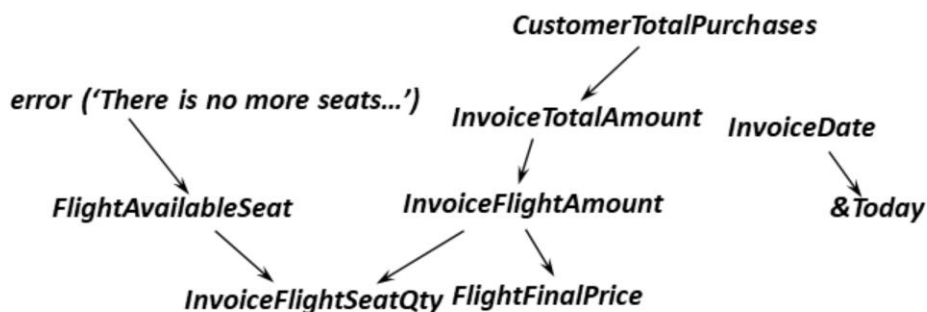 CustomerTotalPurchases
error (‘There is no more seats…’)
InvoiceTotalAmount
InvoiceDate
FlightAvailableSeat
InvoiceFlightAmount
&Today
InvoiceFlightSeatQty
FlightFinalPrice